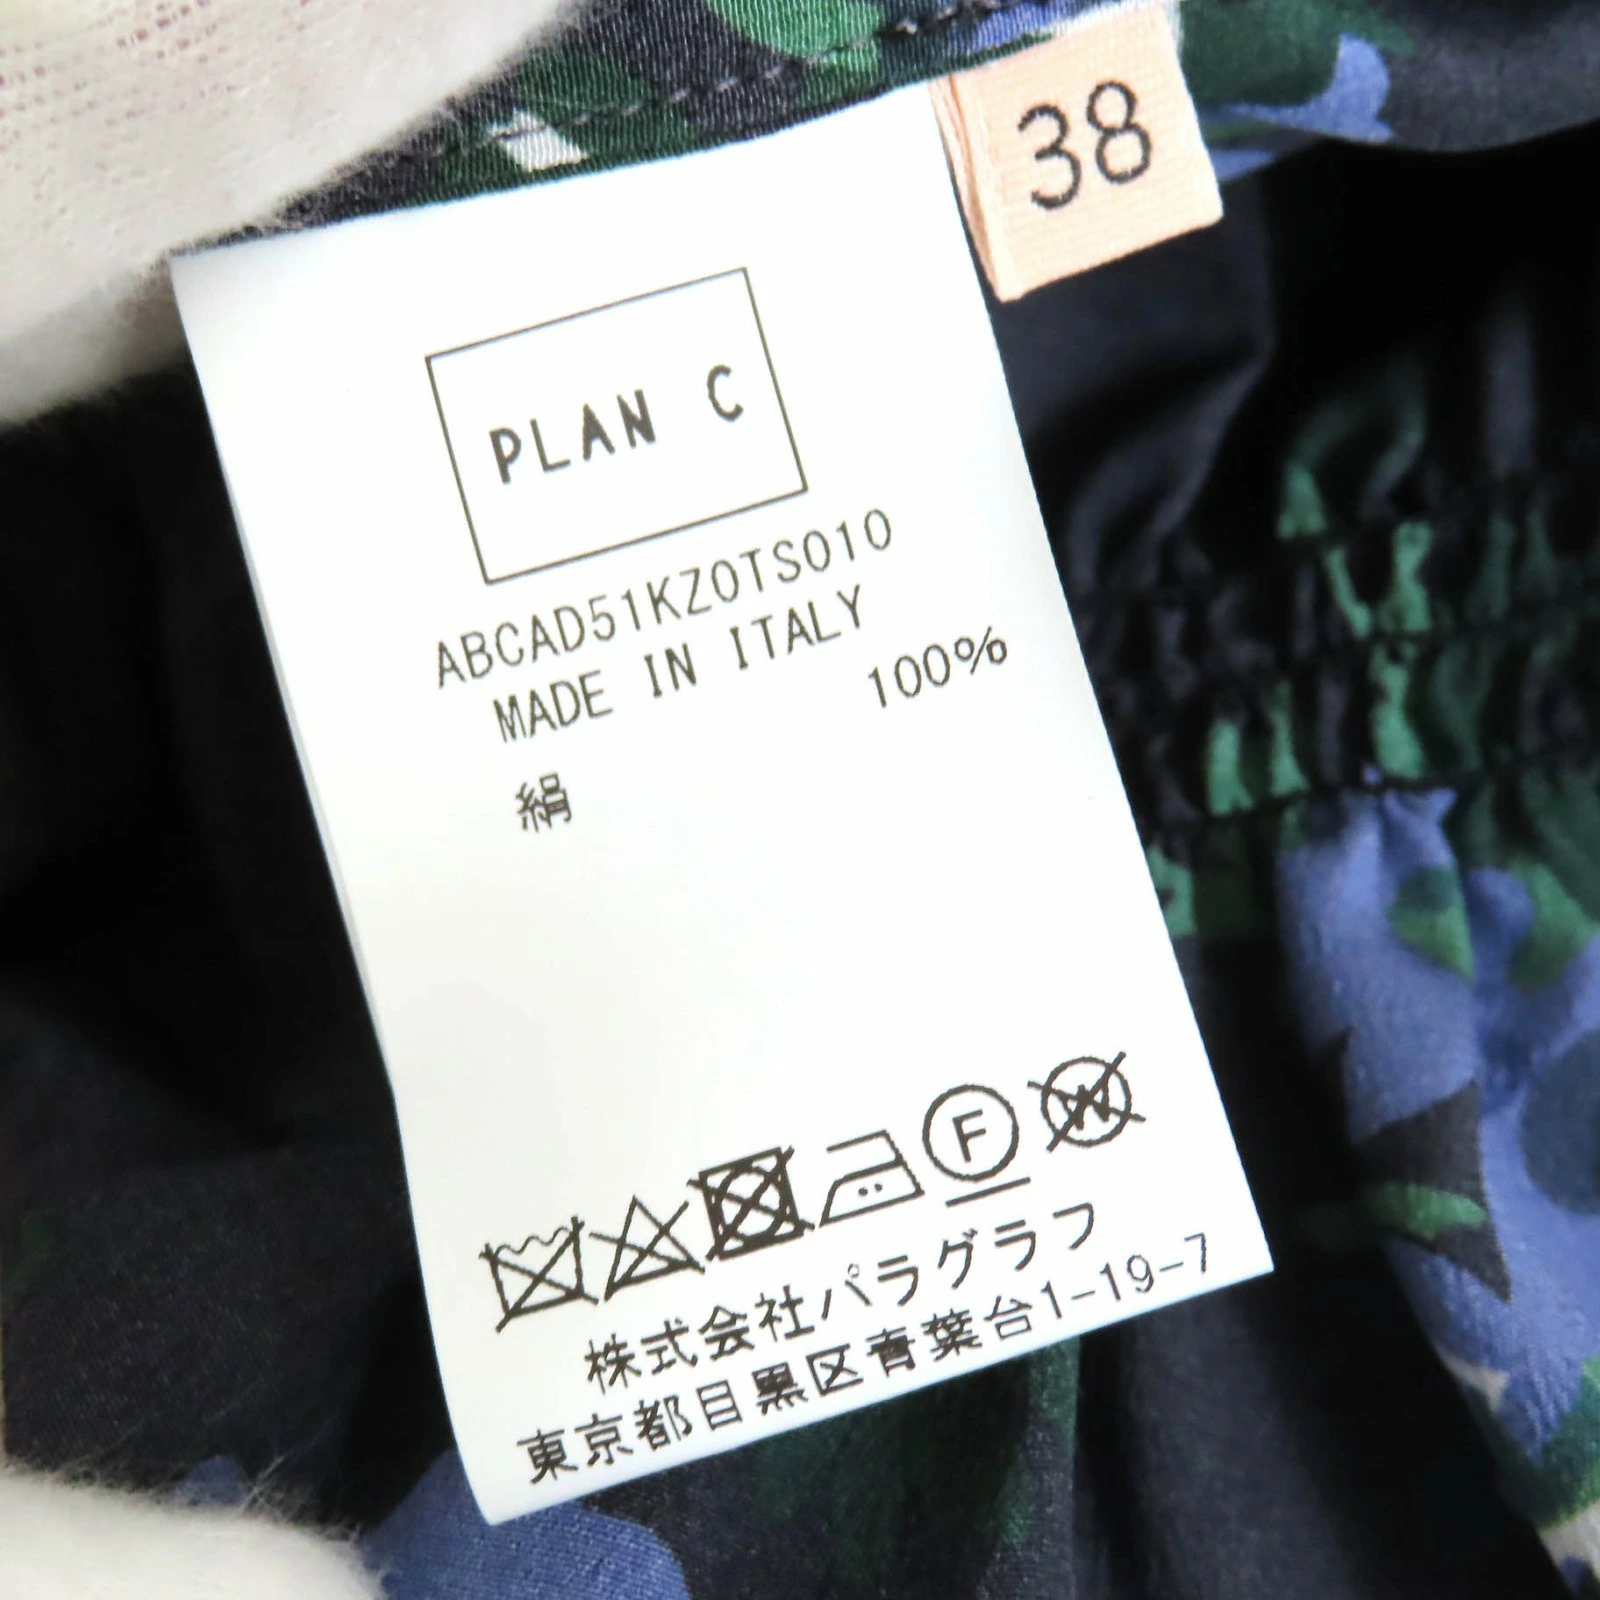 38
PLAN C
ABCAD51KZ0TS010
MADE IN ITALY
100%
絹
F W
株式会社パラグラフ
東京都目黒区青葉台1-19-7